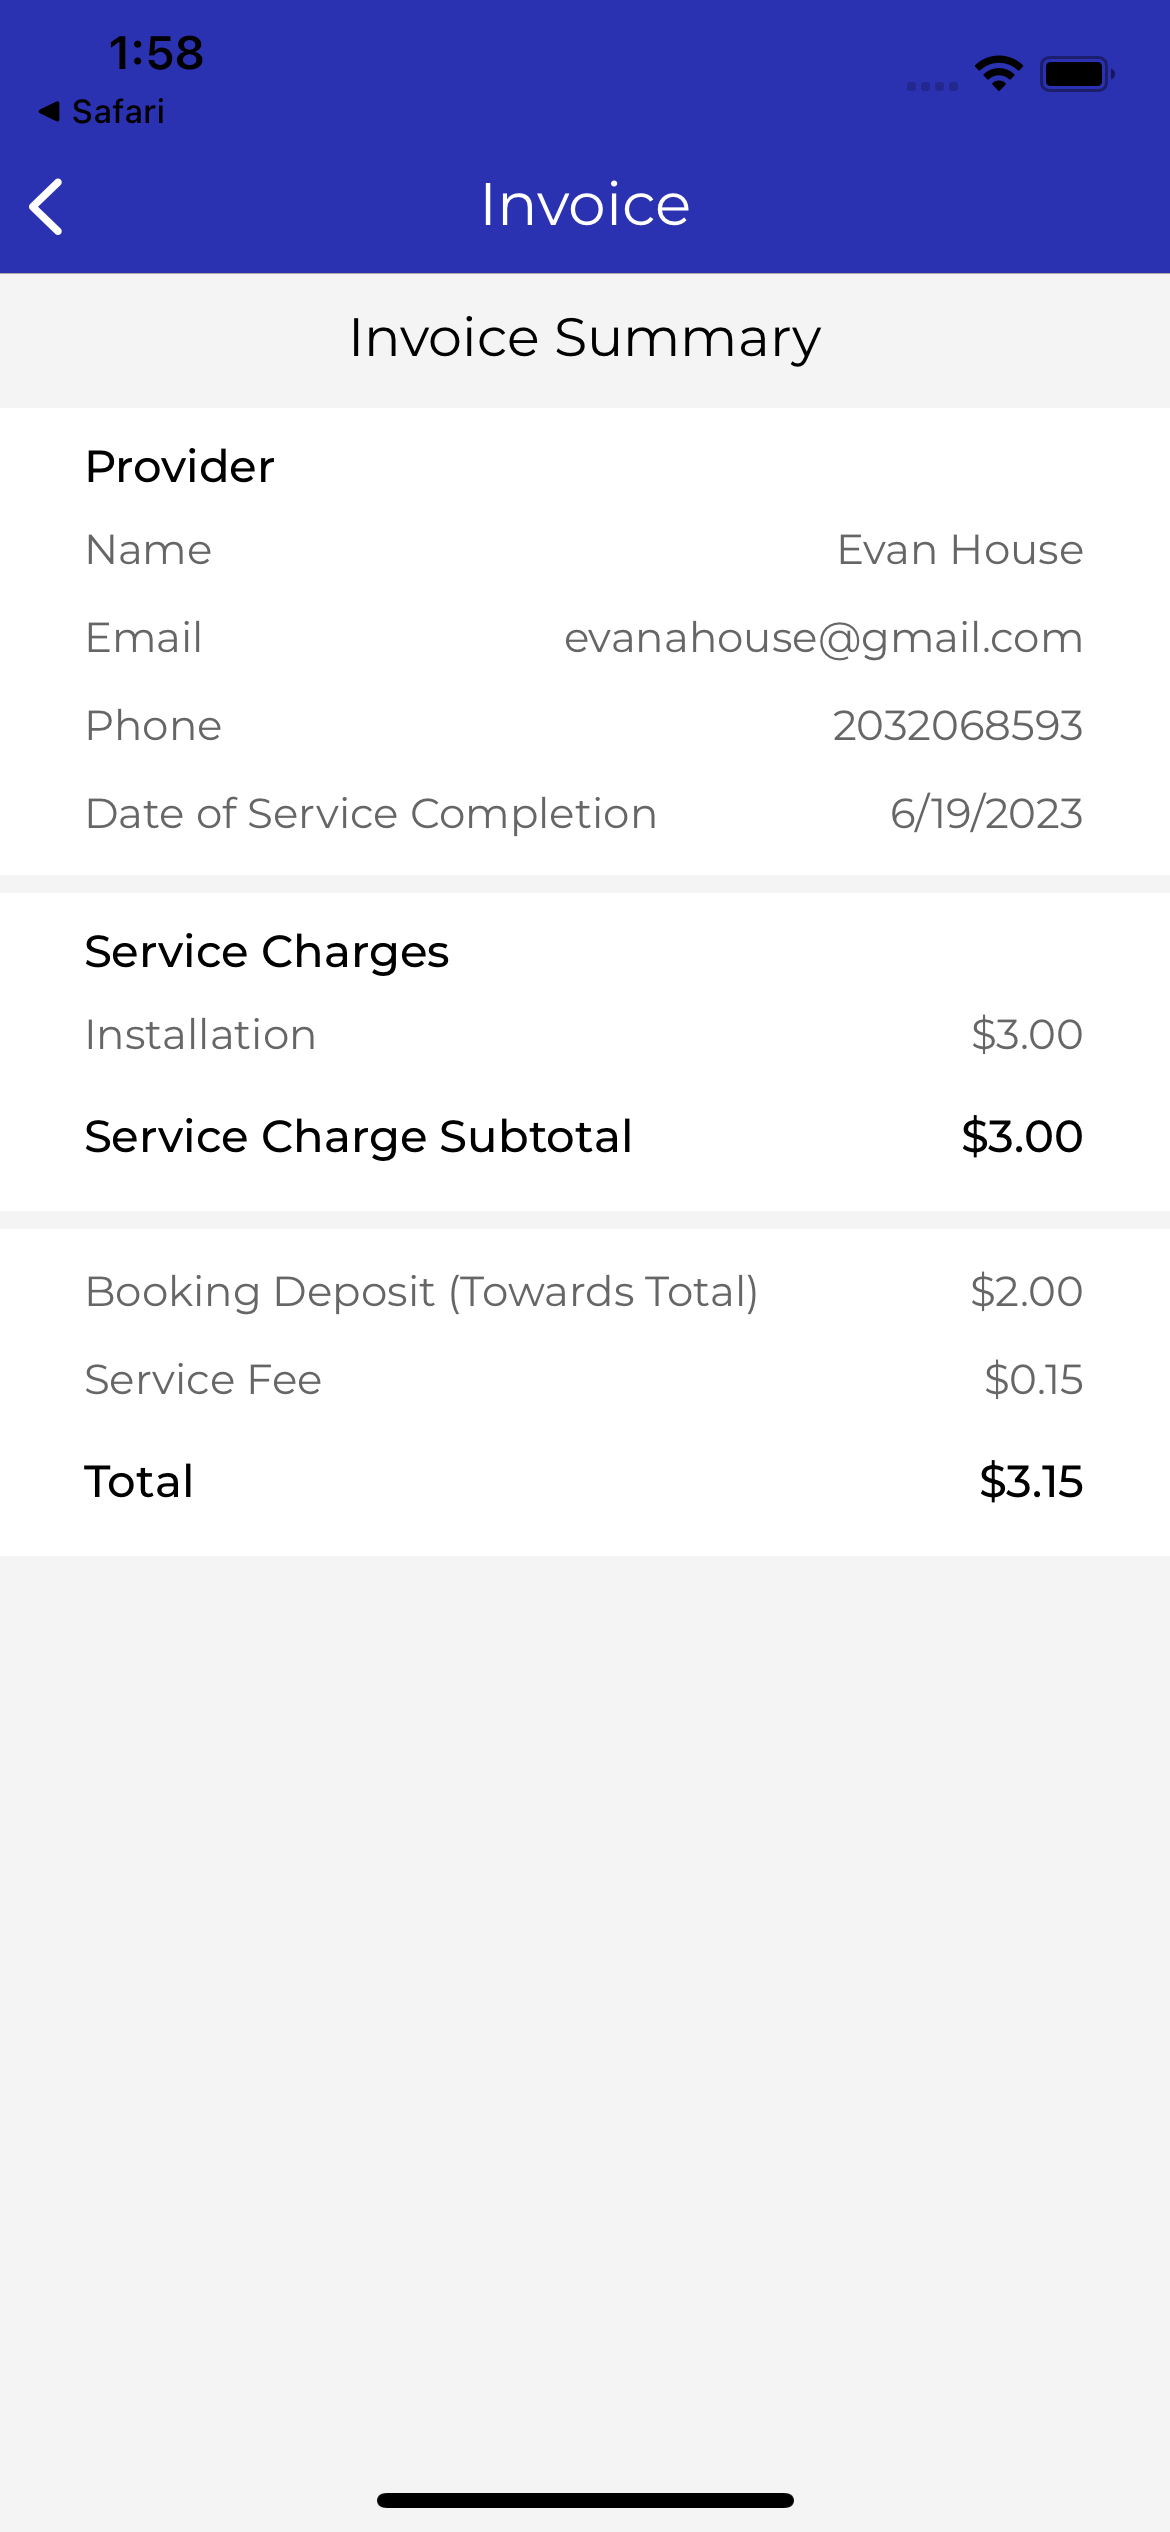 1:58
Safari
Invoice
Invoice Summary
Provider
Name Evan House
Email evanahouse@gmail.com
Phone 2032068593
Date of Service Completion 6/19/2023
Service Charges
Installation $3.00
Service Charge Subtotal $3.00
Booking Deposit (Towards Total) $2.00
Service Fee $0.15
Total $3.15